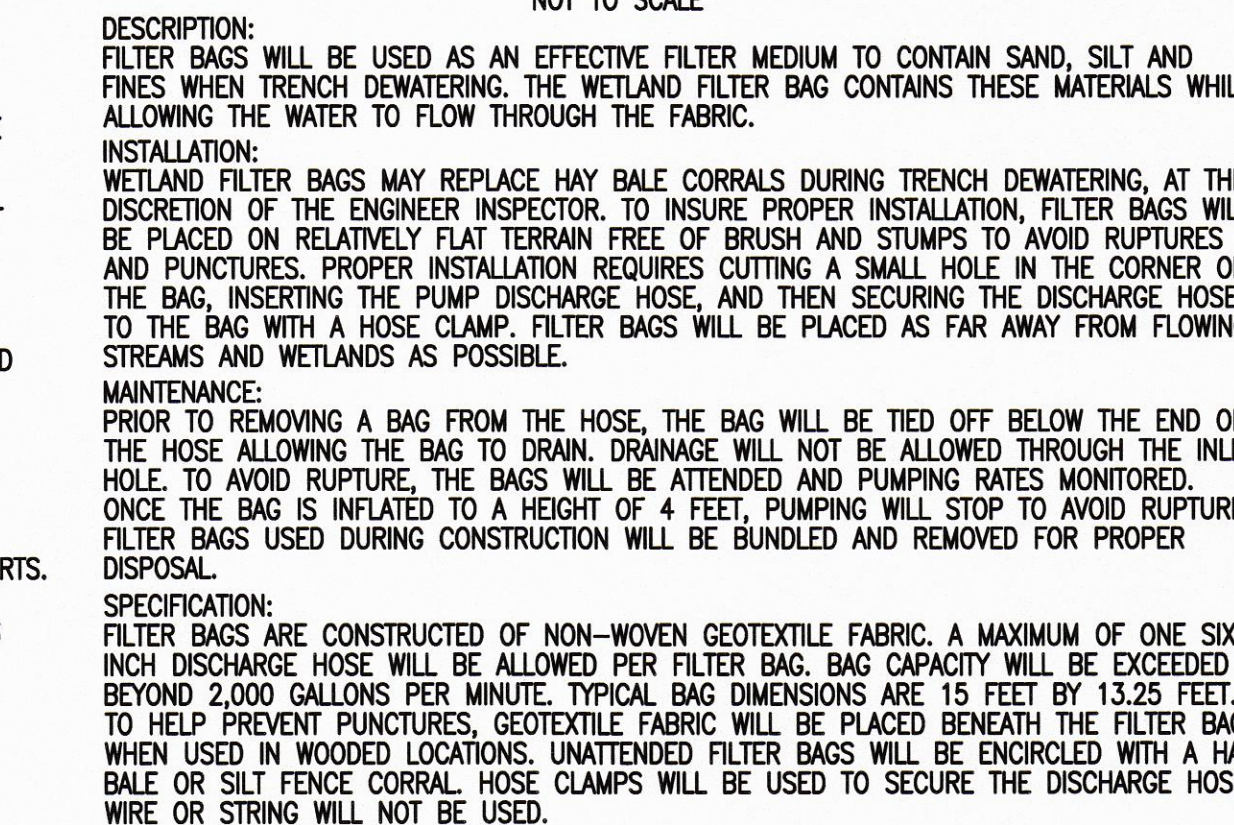 NOT TO SCALE
DESCRIPTION:
FILTER BAGS WILL BE USED AS AN EFFECTIVE FILTER MEDIUM TO CONTAIN SAND, SILT AND
FINES WHEN TRENCH DEWATERING. THE WETLAND FILTER BAG CONTAINS THESE MATERIALS WHIL
ALLOWING THE WATER TO FLOW THROUGH THE FABRIC.
INSTALLATION:
WETLAND FILTER BAGS MAY REPLACE HAY BALE CORRALS DURING TRENCH DEWATERING, AT TH
DISCRETION OF THE ENGINEER INSPECTOR. TO INSURE PROPER INSTALLATION, FILTER BAGS WIL
BE PLACED ON RELATIVELY FLAT TERRAIN FREE OF BRUSH AND STUMPS TO AVOID RUPTURES
AND PUNCTURES. PROPER INSTALLATION REQUIRES CUTTING A SMALL HOLE IN THE CORNER O
THE BAG, INSERTING THE PUMP DISCHARGE HOSE, AND THEN SECURING THE DISCHARGE HOSE
TO THE BAG WITH A HOSE CLAMP. FILTER BAGS WILL BE PLACED AS FAR AWAY FROM FLOWIN
D
STREAMS AND WETLANDS AS POSSIBLE.
MAINTENANCE:
PRIOR TO REMOVING A BAG FROM THE HOSE, THE BAG WILL BE TIED OFF BELOW THE END O
THE HOSE ALLOWING THE BAG TO DRAIN. DRAINAGE WILL NOT BE ALLOWED THROUGH THE INL
HOLE. TO AVOID RUPTURE, THE BAGS WILL BE ATTENDED AND PUMPING RATES MONITORED.
ONCE THE BAG IS INFLATED TO A HEIGHT OF 4 FEET, PUMPING WILL STOP TO AVOID RUPTUR
FILTER BAGS USED DURING CONSTRUCTION WILL BE BUNDLED AND REMOVED FOR PROPER
RTS.
DISPOSAL.
SPECIFICATION:
FILTER BAGS ARE CONSTRUCTED OF NON–WOVEN GEOTEXTILE FABRIC. A MAXIMUM OF ONE SIX
INCH DISCHARGE HOSE WILL BE ALLOWED PER FILTER BAG. BAG CAPACITY WILL BE EXCEEDED
BEYOND 2,000 GALLONS PER MINUTE. TYPICAL BAG DIMENSIONS ARE 15 FEET BY 13.25 FEET.
TO HELP PREVENT PUNCTURES, GEOTEXTILE FABRIC WILL BE PLACED BENEATH THE FILTER BAG
WHEN USED IN WOODED LOCATIONS. UNATTENDED FILTER BAGS WILL BE ENCIRCLED WITH A HA
BALE OR SILT FENCE CORRAL. HOSE CLAMPS WILL BE USED TO SECURE THE DISCHARGE HOS
WIRE OR STRING WILL NOT BE USED.